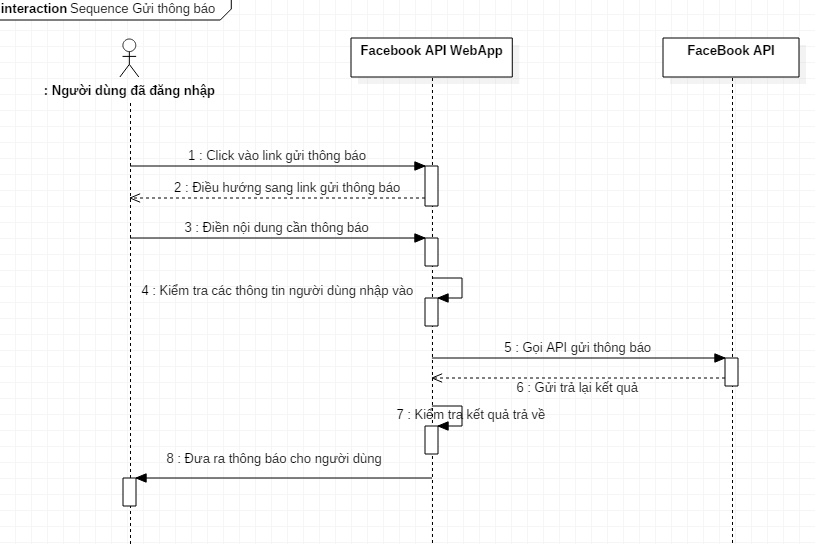 interaction Sequence Gửi thông báo
Facebook API WebApp
FaceBook API
: Người dùng đã đăng nhập
1 : Click vào link gửi thông báo
2 : Điều hướng sang link gửi thông báo
3 : Điền nội dung cần thông báo
4 : Kiểm tra các thông tin người dùng nhập vào
5 : Gọi API gửi thông báo
6 : Gửi trả lại kết quả
7 : Kiểm tra kết quả trả về
8 : Đưa ra thông báo cho người dùng